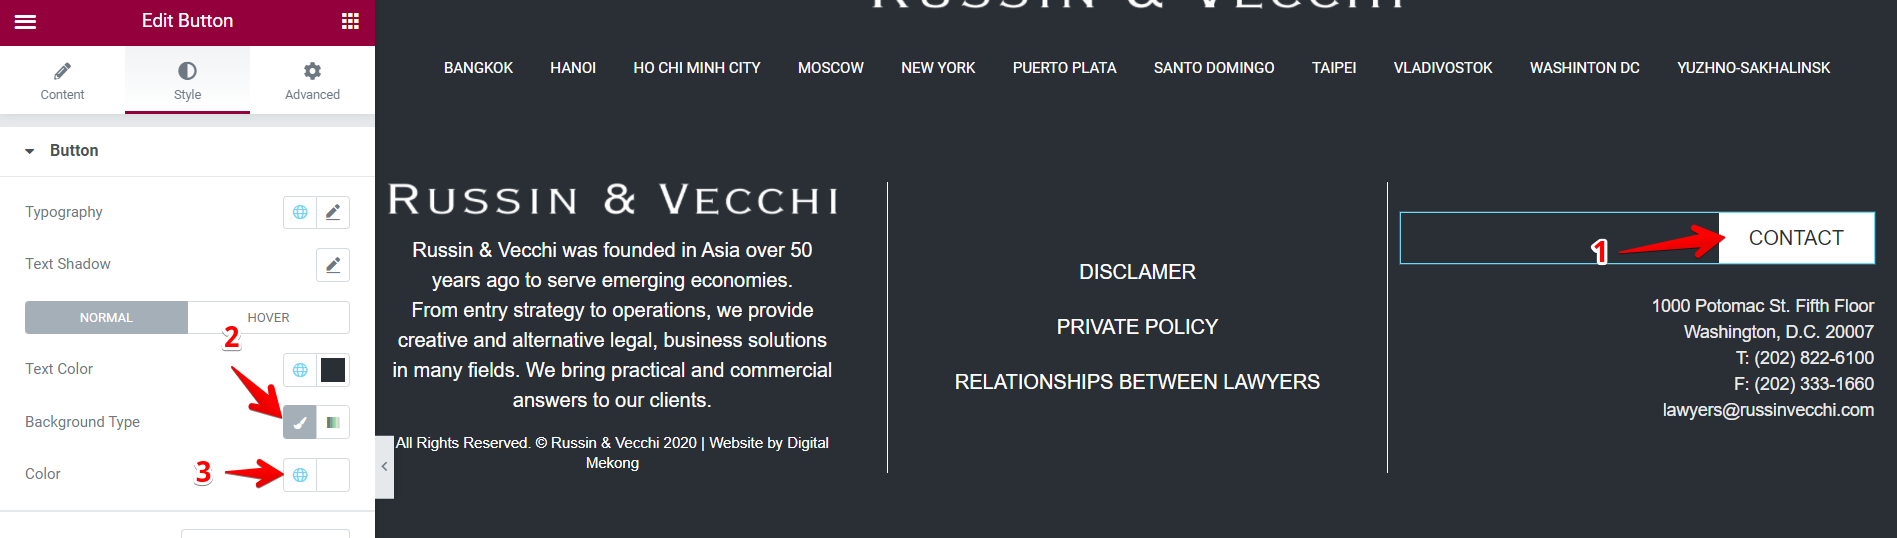 Edit Button
Content
Style
Advanced
Button
Typography
Text Shadow
NORMAL
HOVER
2
Text Color
Background Type
3
Color
RUSSIN & VECCHI
BANGKOK
HANOI
HO CHI MINH CITY
MOSCOW
NEW YORK
PUERTO PLATA
SANTO DOMINGO
TAIPEI
VLADIVOSTOK
WASHINTON DC
YUZHNO-SAKHALINSK
RUSSIN & VECCHI
Russin & Vecchi was founded in Asia over 50
years ago to serve emerging economies.
From entry strategy to operations, we provide
creative and alternative legal, business solutions
in many fields. We bring practical and commercial
answers to our clients.
All Rights Reserved. © Russin & Vecchi 2020 | Website by Digital
Mekong
DISCLAMER
PRIVATE POLICY
RELATIONSHIPS BETWEEN LAWYERS
1
CONTACT
1000 Potomac St. Fifth Floor
Washington, D.C. 20007
T: (202) 822-6100
F: (202) 333-1660
lawyers@russinvecchi.com